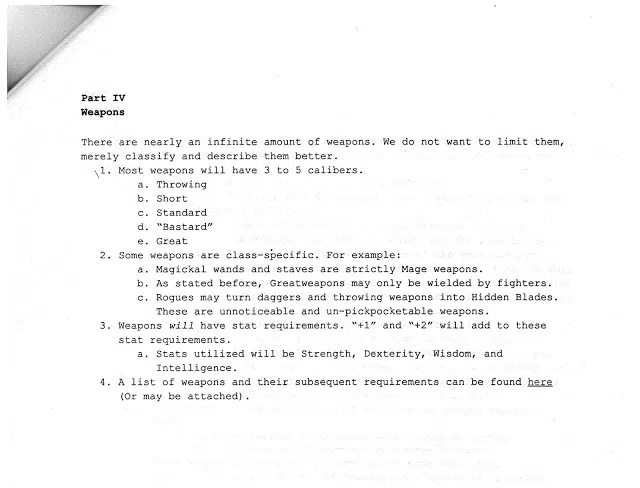 Part IV
Weapons
There are nearly an infinite amount of weapons. We do not want to limit them,
merely classify and describe them better.
1. Most weapons will have 3 to 5 calibers.
a. Throwing
b. Short
c. Standard
d. “Bastard”
e. Great
2. Some weapons are class-specific. For example:
a. Magickal wands and staves are strictly Mage weapons.
b. As stated before, Greatweapons may only be wielded by fighters.
c. Rogues may turn daggers and throwing weapons into Hidden Blades.
These are unnoticeable and un-pickpocketable weapons.
3. Weapons will have stat requirements. “+1” and “+2” will add to these
stat requirements.
a. Stats utilized will be Strength, Dexterity, Wisdom, and
Intelligence.
4. A list of weapons and their subsequent requirements can be found here
(Or may be attached).